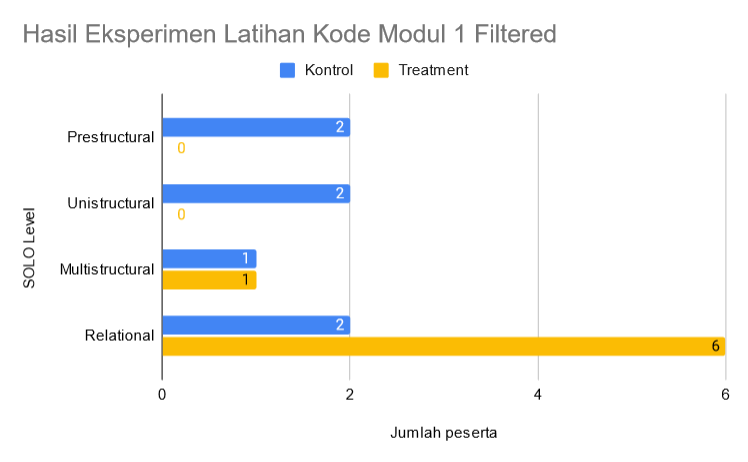 Hasil Eksperimen Latihan Kode Modul 1 Filtered
Kontrol Treatment
Prestructural 2
0
Unistructural 2
0
Multistructural 1
1
Relational 2
6
SOLO Level
0 2 4 6
Jumlah peserta